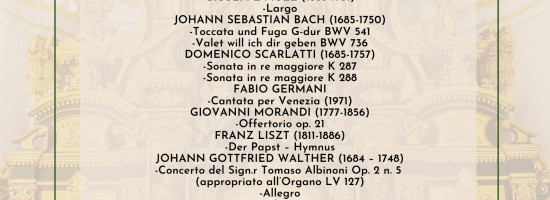 -Largo
JOHANN SEBASTIAN BACH (1685-1750)
-Toccata und Fuga G-dur BWV 541
-Valet will ich dir geben BWV 736
DOMENICO SCARLATTI (1685-1757)
-Sonata in re maggiore K 287
-Sonata in re maggiore K 288
FABIO GERMANI
-Cantata per Venezia (1971)
GIOVANNI MORANDI (1777-1856)
-Offertorio op. 21
FRANZ LISZT (1811-1886)
-Der Papst – Hymnus
JOHANN GOTTFRIED WALTHER (1684 – 1748)
-Concerto del Sign.r Tomaso Albinoni Op. 2 n. 5
(appropriato all'Organo LV 127)
-Allegro